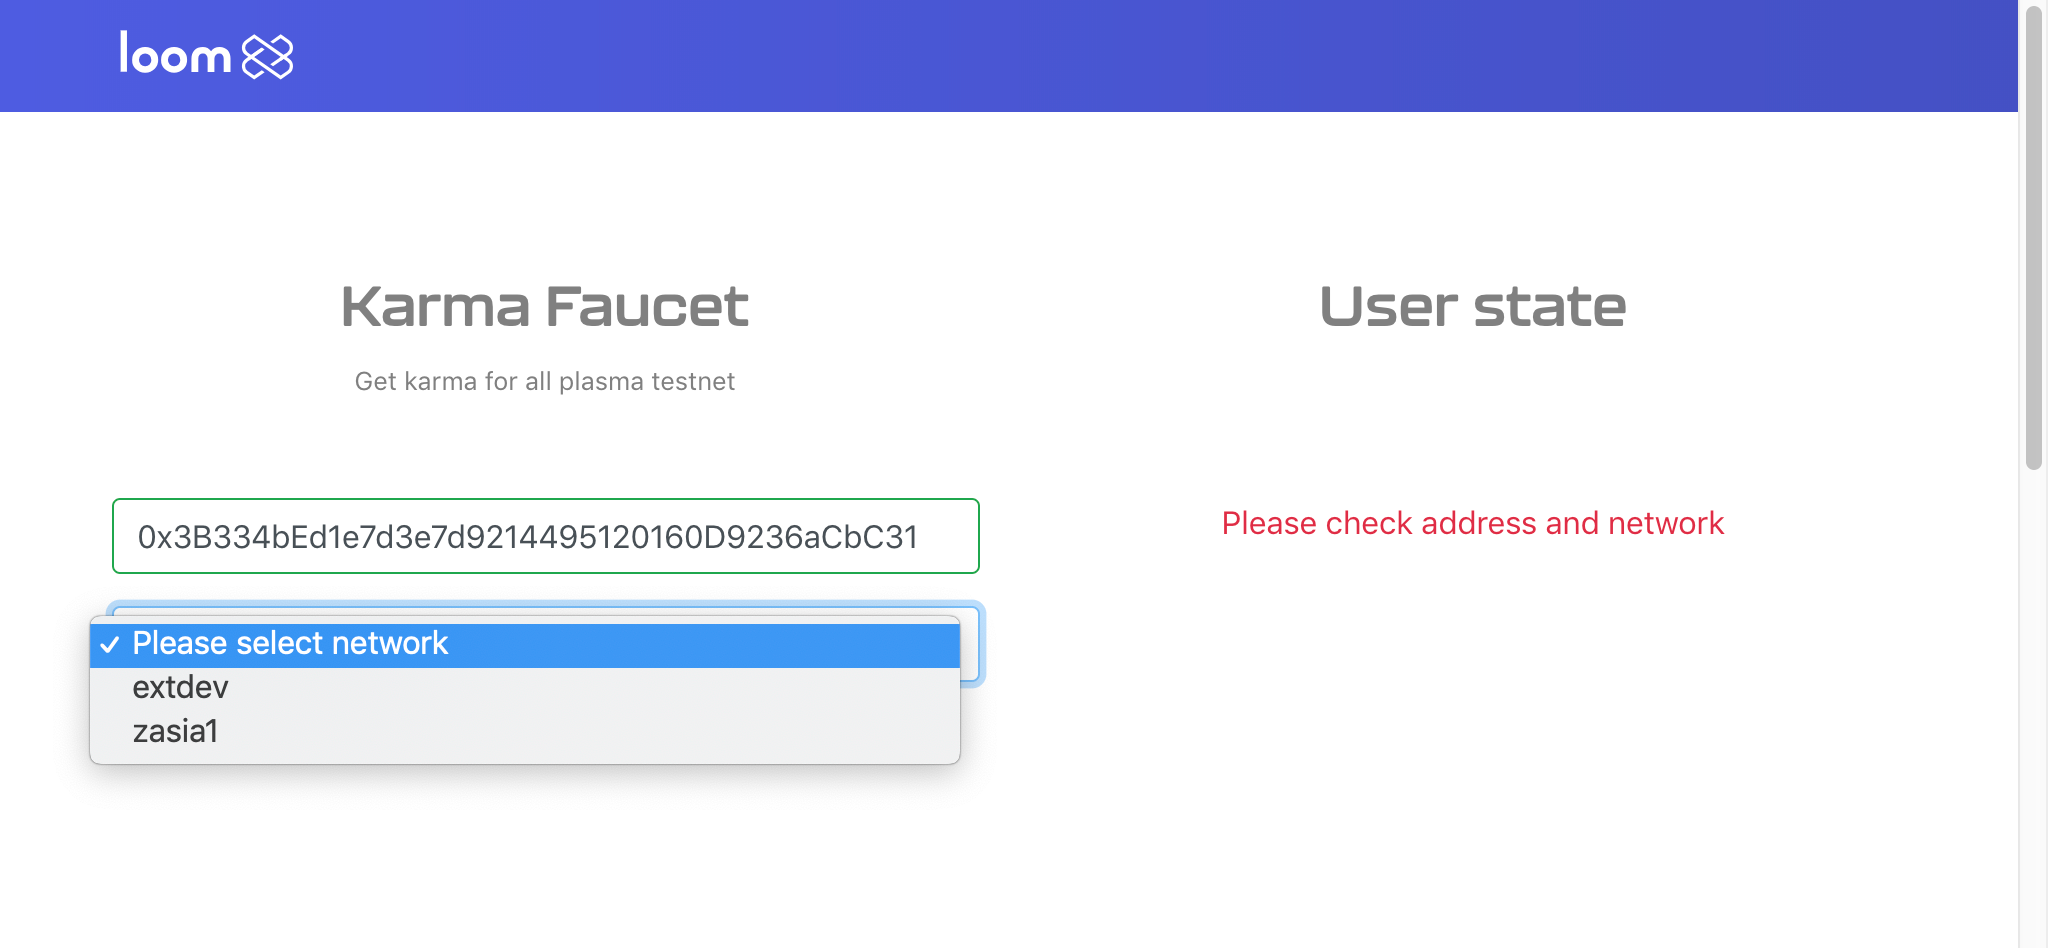 loom
Karma Faucet
Get karma for all plasma testnet
0x3B334bEd1e7d3e7d9214495120160D9236aCbC31
✓ Please select network
extdev
zasia1
User state
Please check address and network